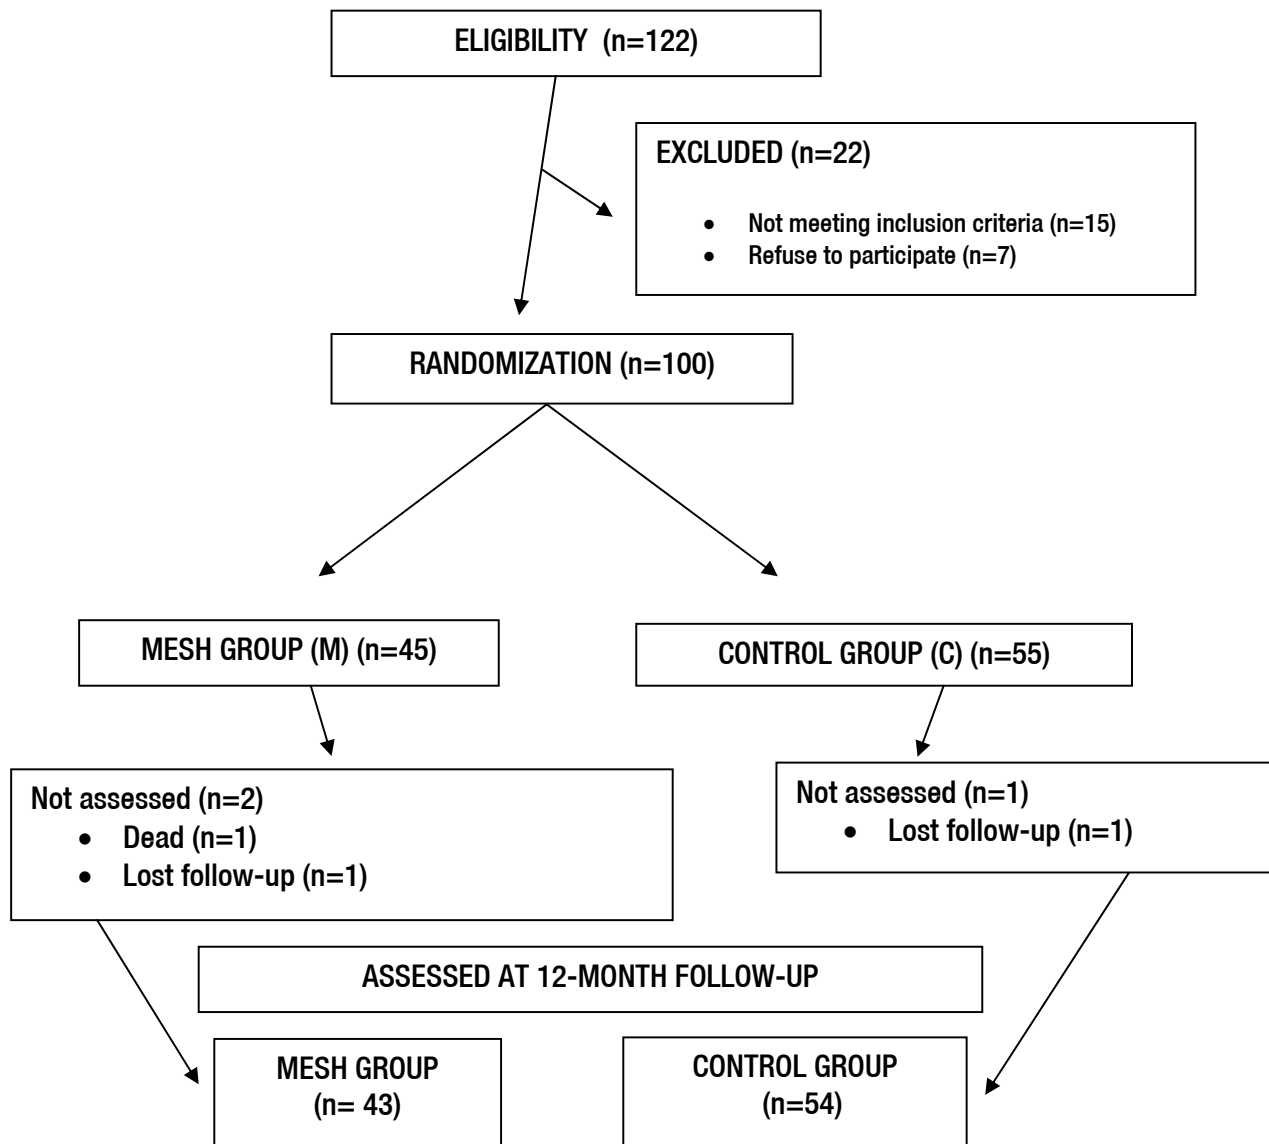 ELIGIBILITY (n=122)
EXCLUDED (n=22)
• Not meeting inclusion criteria (n=15)
• Refuse to participate (n=7)
RANDOMIZATION (n=100)
MESH GROUP (M) (n=45)
CONTROL GROUP (C) (n=55)
Not assessed (n=2)
• Dead (n=1)
• Lost follow-up (n=1)
Not assessed (n=1)
• Lost follow-up (n=1)
ASSESSED AT 12-MONTH FOLLOW-UP
MESH GROUP
(n= 43)
CONTROL GROUP
(n=54)